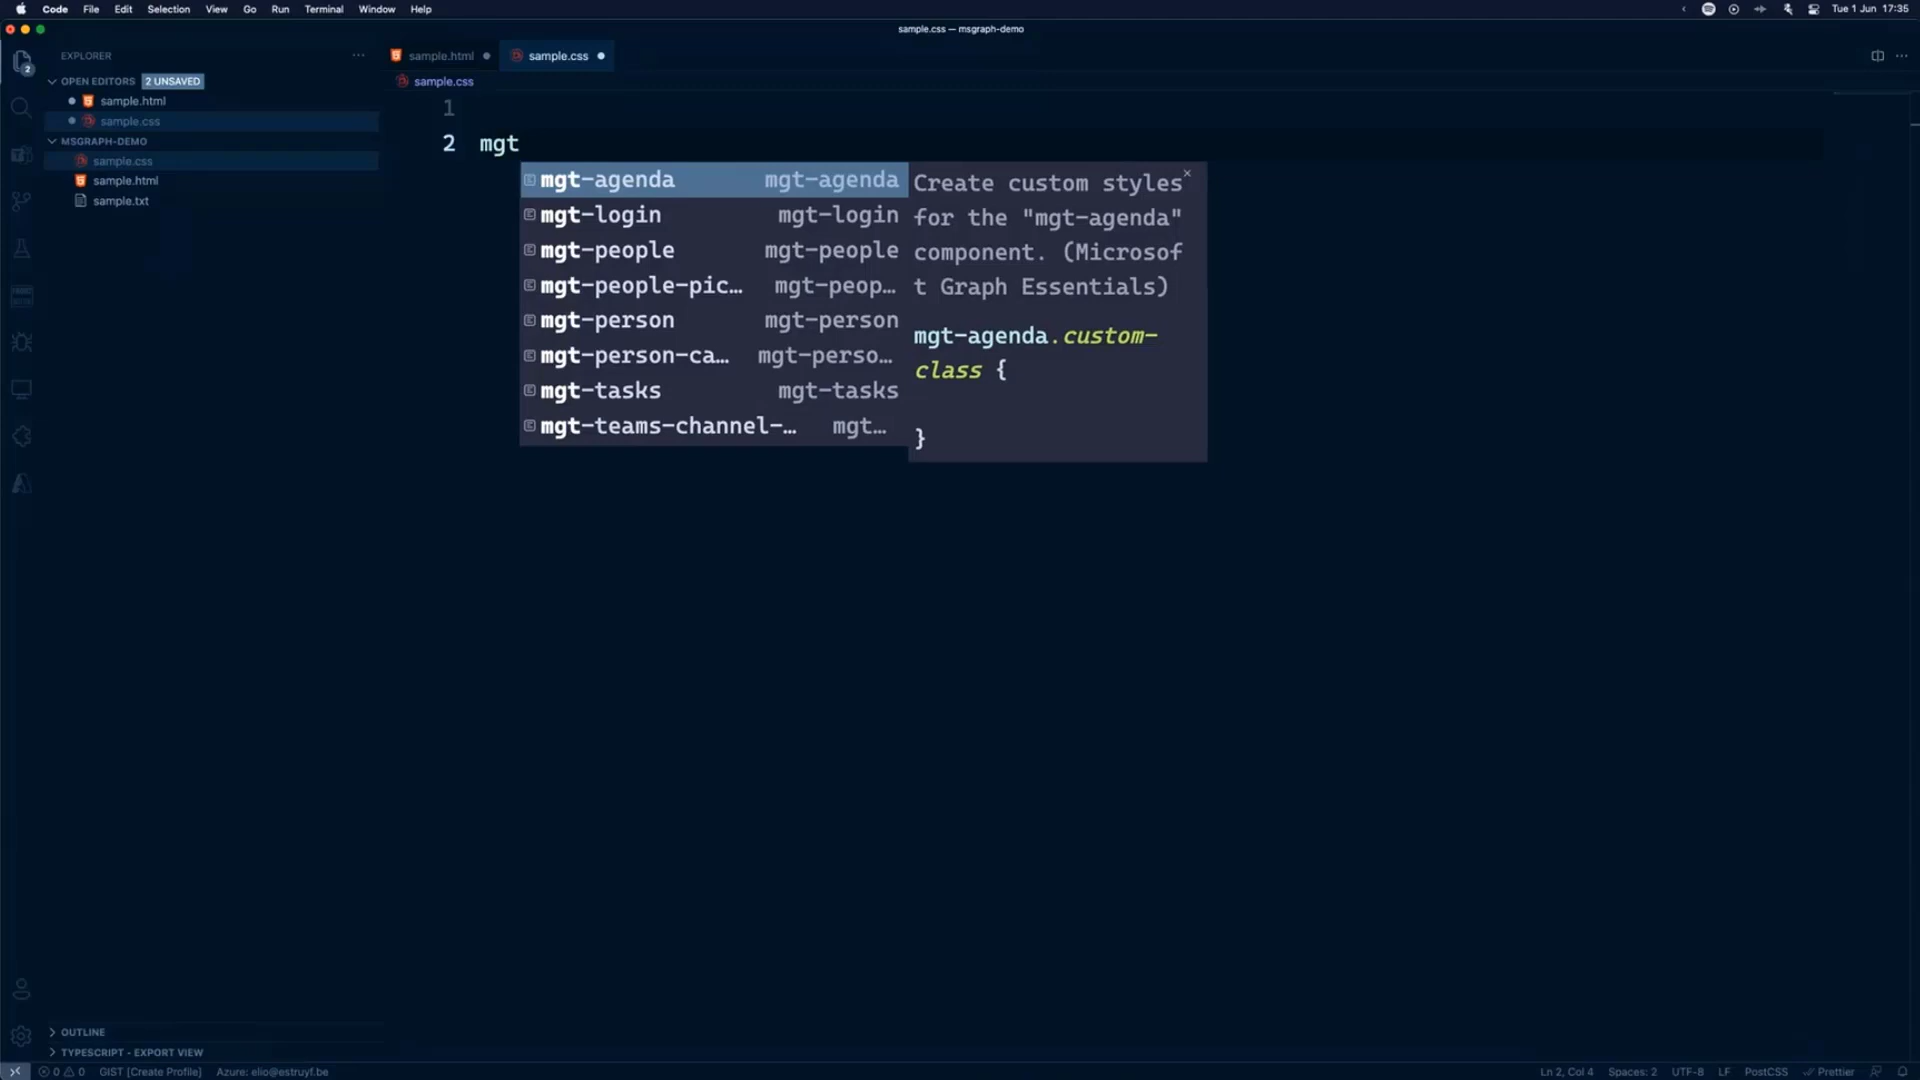 Code File Edit Selection View Go Run Terminal Window Help Tue 1 Jun 17:35
sample.css — msgraph-demo
2
EXPLORER
OPEN EDITORS 2 UNSAVED
sample.html
sample.css
MSGRAPH-DEMO
sample.css
sample.html
sample.txt
OUTLINE
TYPESCRIPT - EXPORT VIEW
sample.html sample.css
sample.css
1
2 mgt
mgt-agenda mgt-agenda
mgt-login mgt-login
mgt-people mgt-people
mgt-people-pic… mgt-peop…
mgt-person mgt-person
mgt-person-ca… mgt-perso…
mgt-tasks mgt-tasks
mgt-teams-channel-… mgt…
Create custom styles
for the "mgt-agenda"
component. (Microsof
t Graph Essentials)
mgt-agenda.custom-
class {
}
0 0 GIST [Create Profile] Azure: elio@estruyf.be Ln 2, Col 4 Spaces: 2 UTF-8 LF PostCSS Prettier